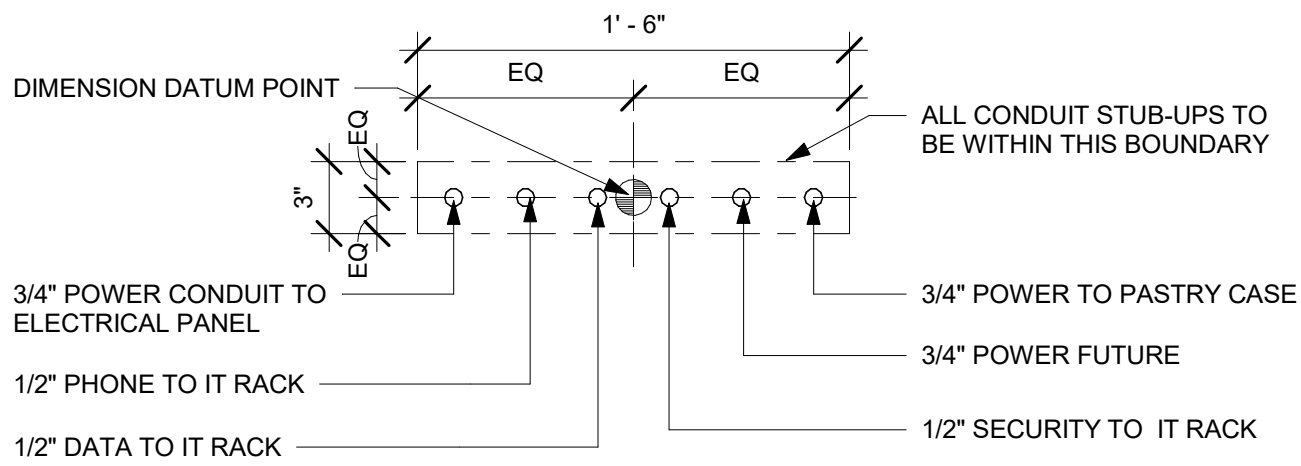 1' - 6"
EQ
EQ
DIMENSION DATUM POINT
ALL CONDUIT STUB-UPS TO
BE WITHIN THIS BOUNDARY
EQ
3"
EQ
3/4" POWER CONDUIT TO
ELECTRICAL PANEL
3/4" POWER TO PASTRY CASE
3/4" POWER FUTURE
1/2" PHONE TO IT RACK
1/2" SECURITY TO IT RACK
1/2" DATA TO IT RACK